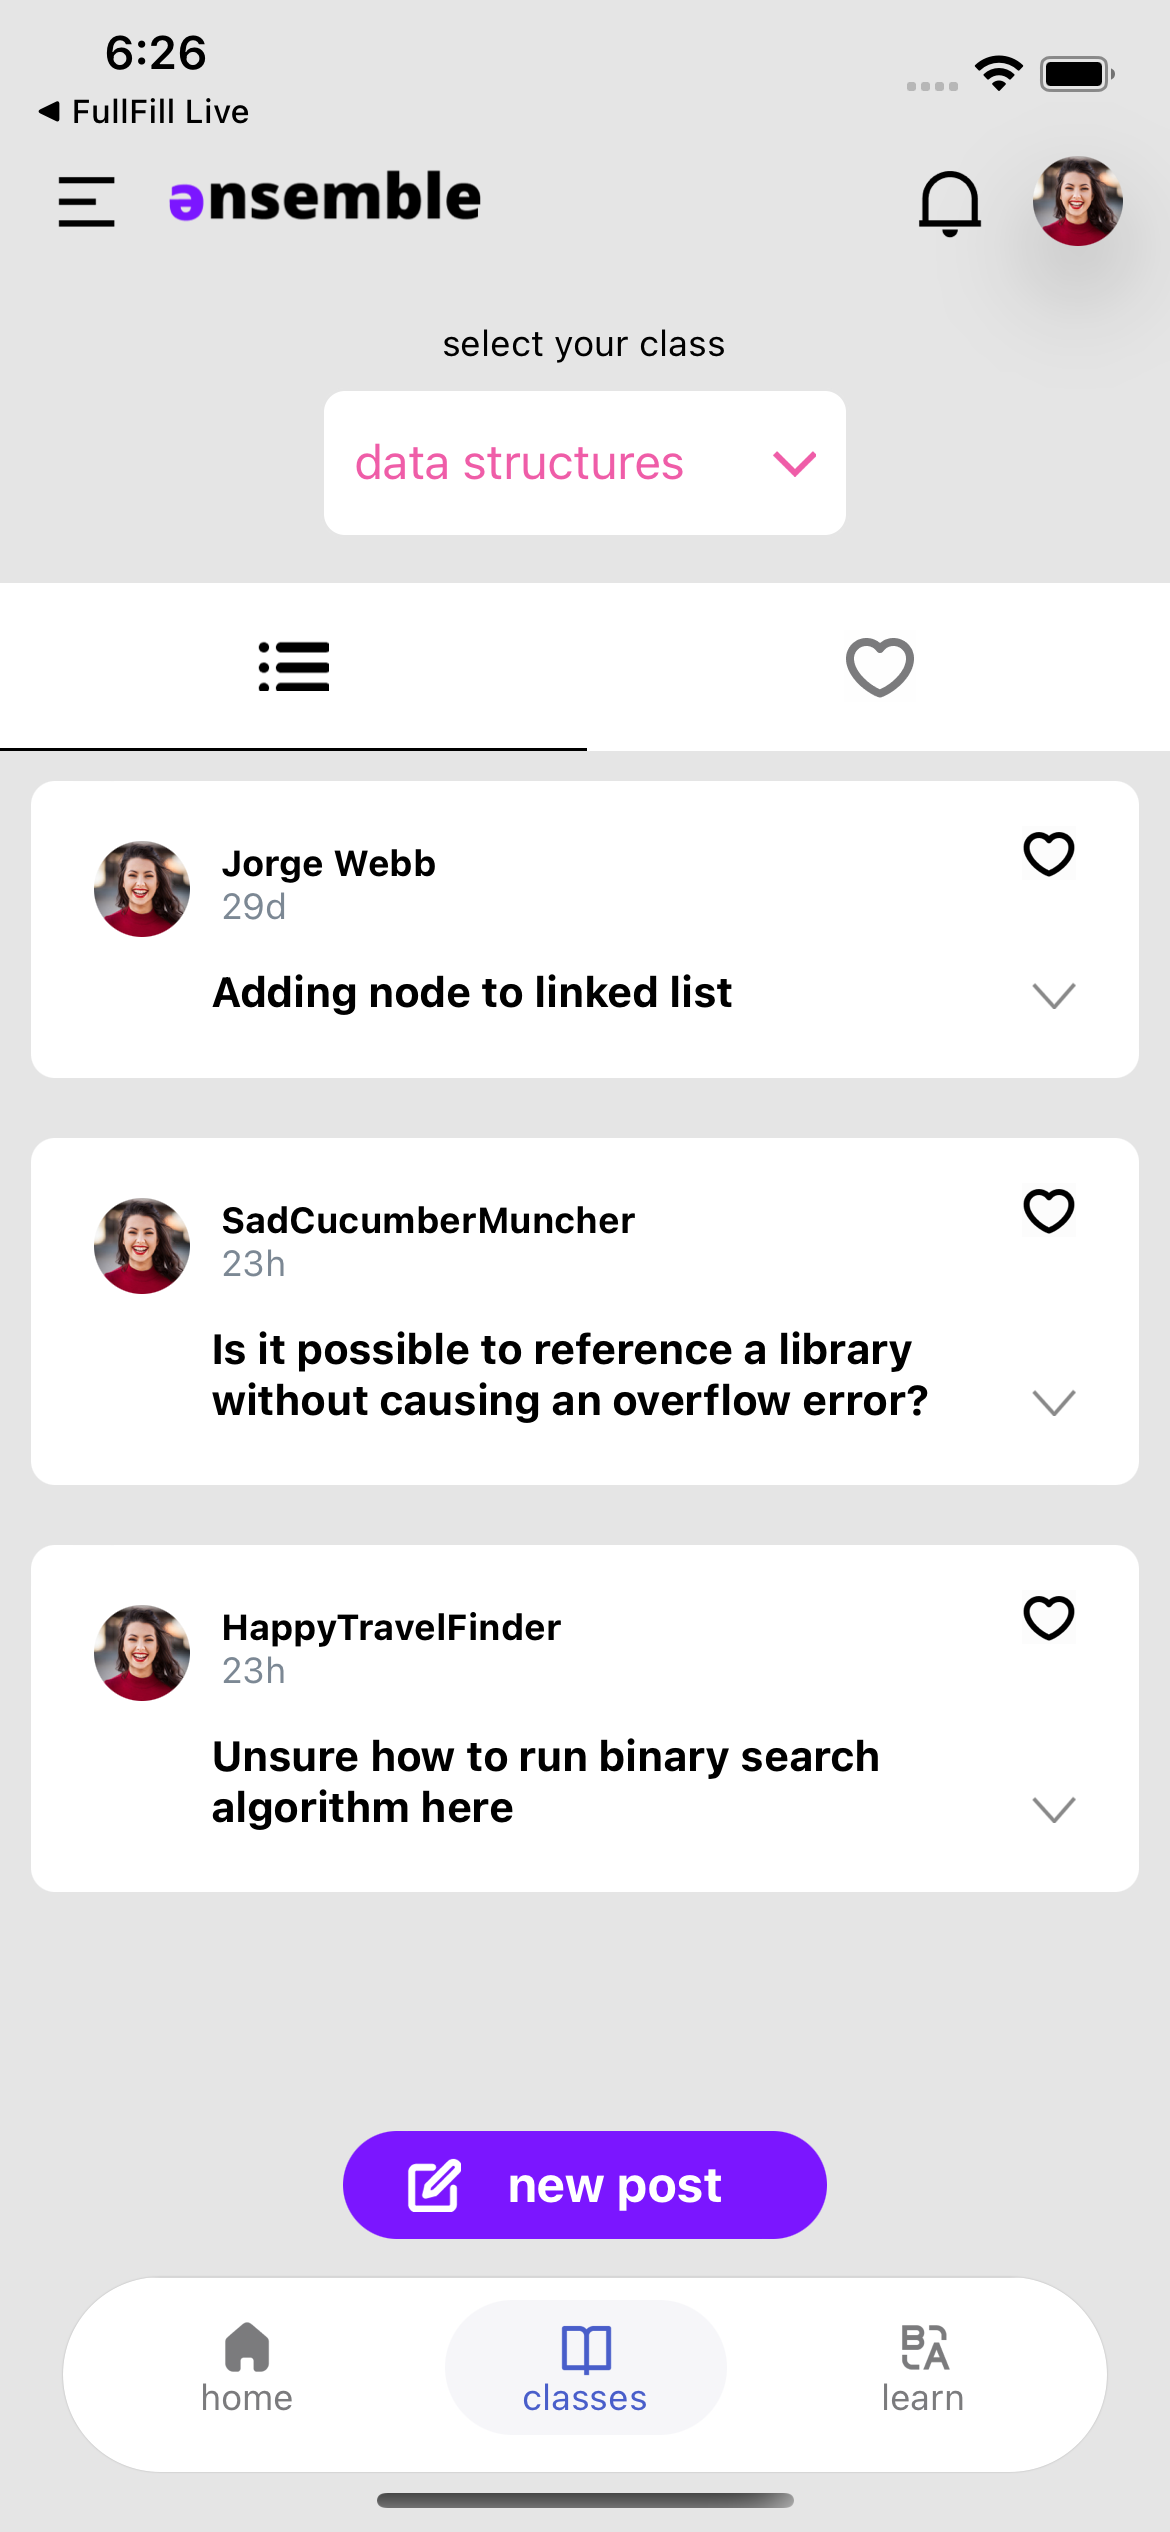 6:26
◀ FullFill Live
ənsemble
select your class
data structures
Jorge Webb
29d
Adding node to linked list
SadCucumberMuncher
23h
Is it possible to reference a library
without causing an overflow error?
HappyTravelFinder
23h
Unsure how to run binary search
algorithm here
new post
home
classes
learn